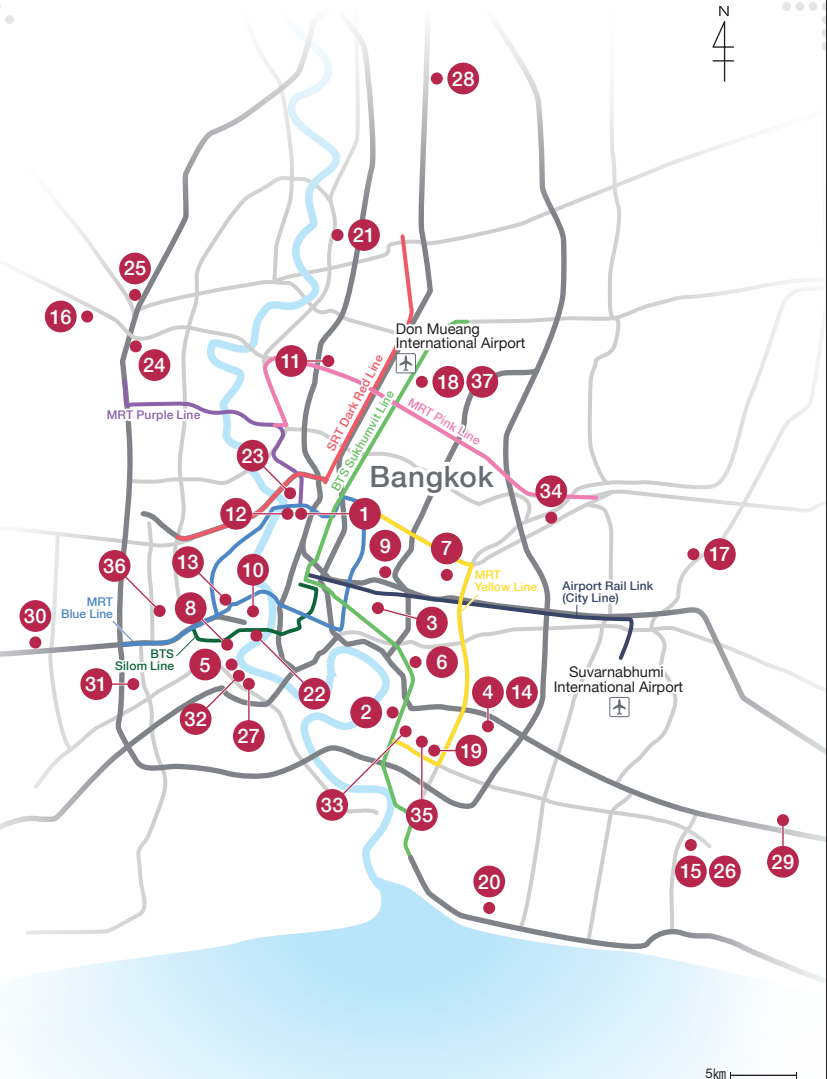 N
28
21
25
16
24
Don Mueang
International Airport
11
18 37
SRT Dark Red Line
BTS Sukhumvit Line
MRT Pink Line
MRT Purple Line
23
Bangkok
34
12
1
9
7
17
13
10
36
MRT
Yellow Line
Airport Rail Link
(City Line)
MRT
Blue Line
8
3
30
BTS
Silom Line
5
6
Suvarnabhumi
International Airport
31
22
4 14
32
27
2
19
33
35
29
15 26
20
5km